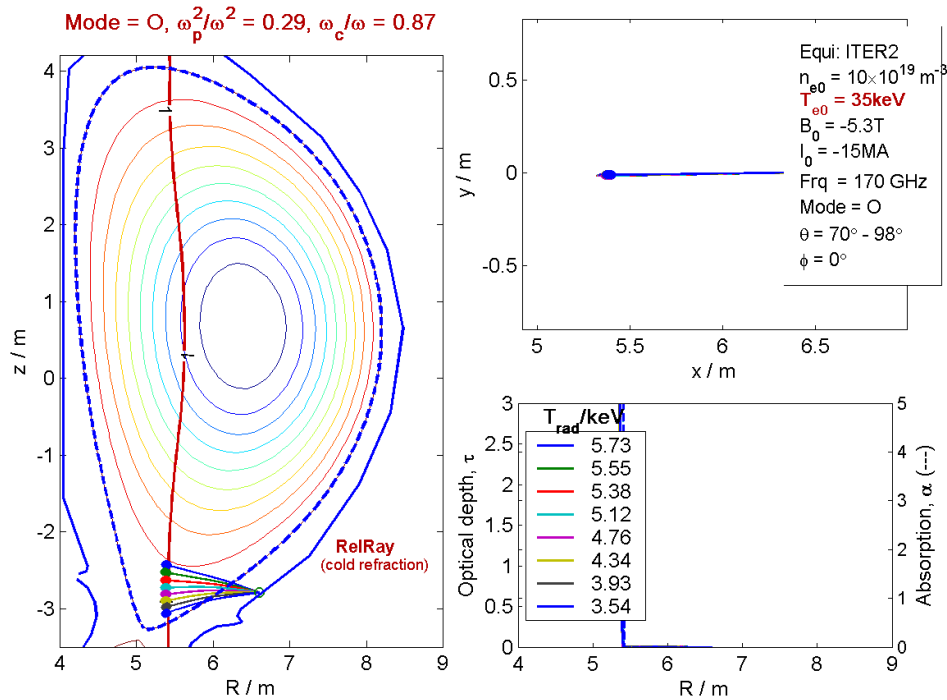 Mode = O, ω_p^2/ω^2 = 0.29, ω_c/ω = 0.87
4
3
2
1
0
-1
-2
-3
z / m
1
1
RelRay
(cold refraction)
4
5
6
7
8
9
R / m
0.5
0
-0.5
y / m
5
5.5
6
6.5
x / m
Equi: ITER2
n_e0 = 10×10^19 m^-3
T_e0 = 35keV
B_0 = -5.3T
I_0 = -15MA
Frq = 170 GHz
Mode = O
θ = 70° - 98°
ϕ = 0°
3
2.5
2
1.5
1
0.5
0
Optical depth, τ
T_rad/keV
5.73
5.55
5.38
5.12
4.76
4.34
3.93
3.54
5
4
3
2
1
0
Absorption, α (---)
4
5
6
7
8
9
R / m